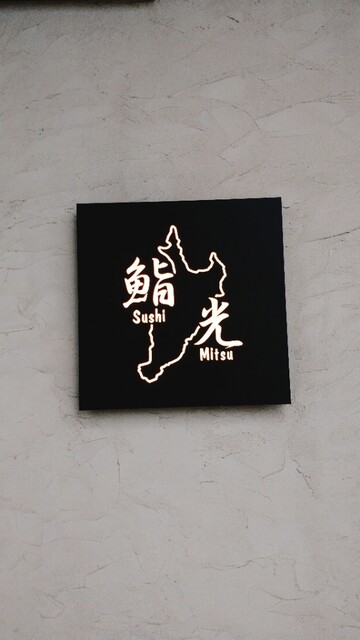 鮨
Sushi
光
Mitsu